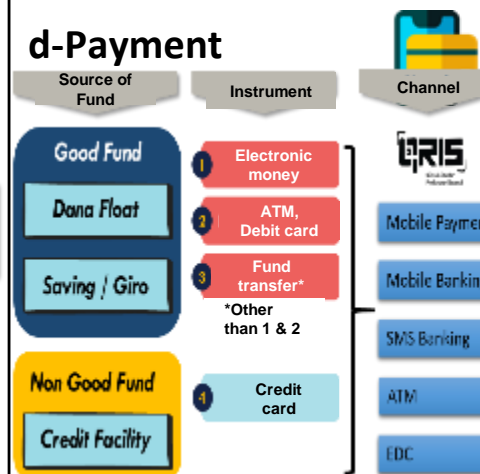 d-Payment
Source of
Fund
Instrument
Channel
Good Fund
Dana Float
Saving / Giro
1
Electronic
money
2
ATM,
Debit card
3
Fund
transfer*
*Other
than 1 & 2
Non Good Fund
Credit Facility
4
Credit
card
QRIS
Mobile Paymen
Mobile Bankin
SMS Banking
ATM
EDC